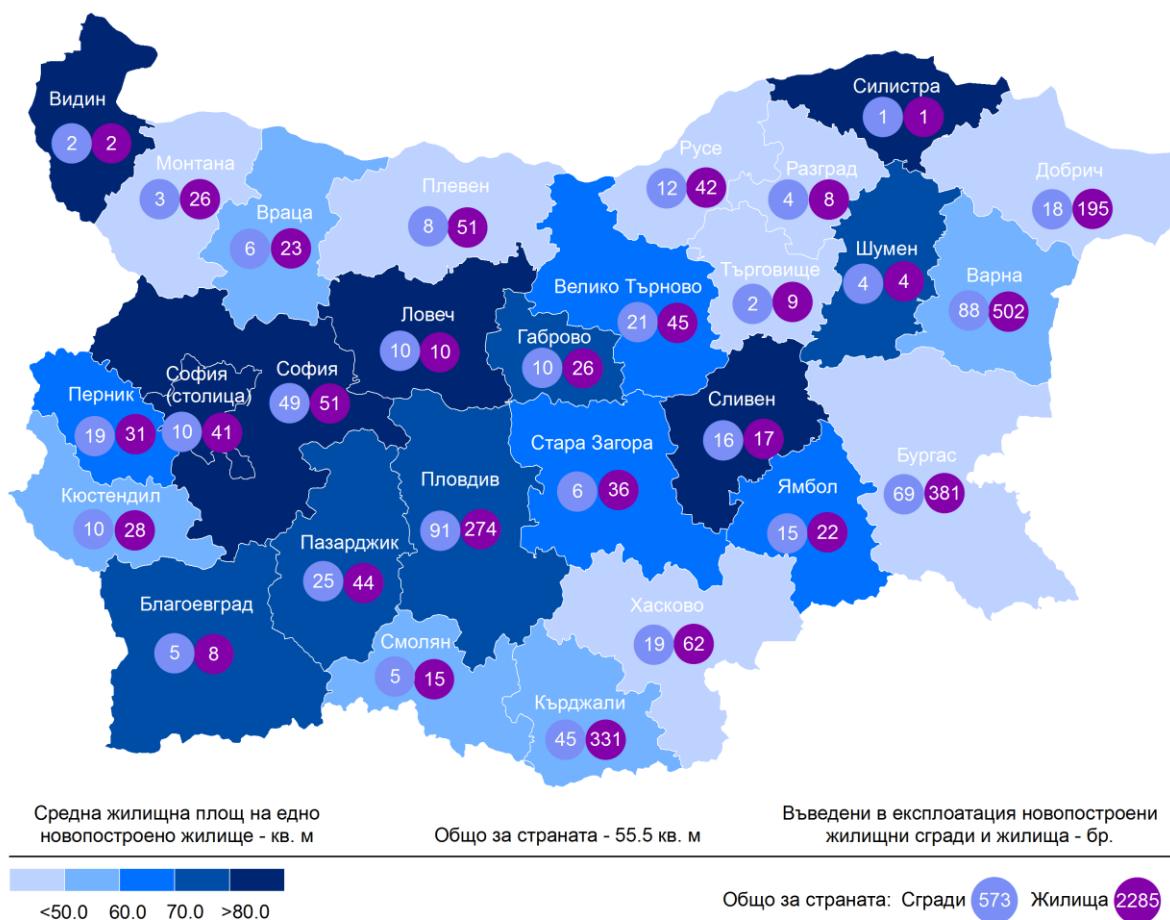 Видин
2 2
Силистра
1 1
Монтана
3 26
Враца
6 23
Плевен
8 51
Русе
12 42
Разград
4 8
Добрич
18 195
Шумен
4 4
Търговище
2 9
Варна
88 502
Велико Търново
21 45
Ловеч
10 10
Габрово
10 26
София
(столица)
10 41
София
49 51
Перник
19 31
Сливен
16 17
Стара Загора
6 36
Бургас
69 381
Пловдив
91 274
Ямбол
15 22
Кюстендил
10 28
Пазарджик
25 44
Благоевград
5 8
Хасково
19 62
Смолян
5 15
Кърджали
45 331
Средна жилищна площ на едно
новопостроено жилище - кв. м
Общо за страната - 55.5 кв. м
Въведени в експлоатация новопостроени
жилищни сгради и жилища - бр.
<50.0 60.0 70.0 >80.0
Общо за страната: Сгради 573 Жилища 2285